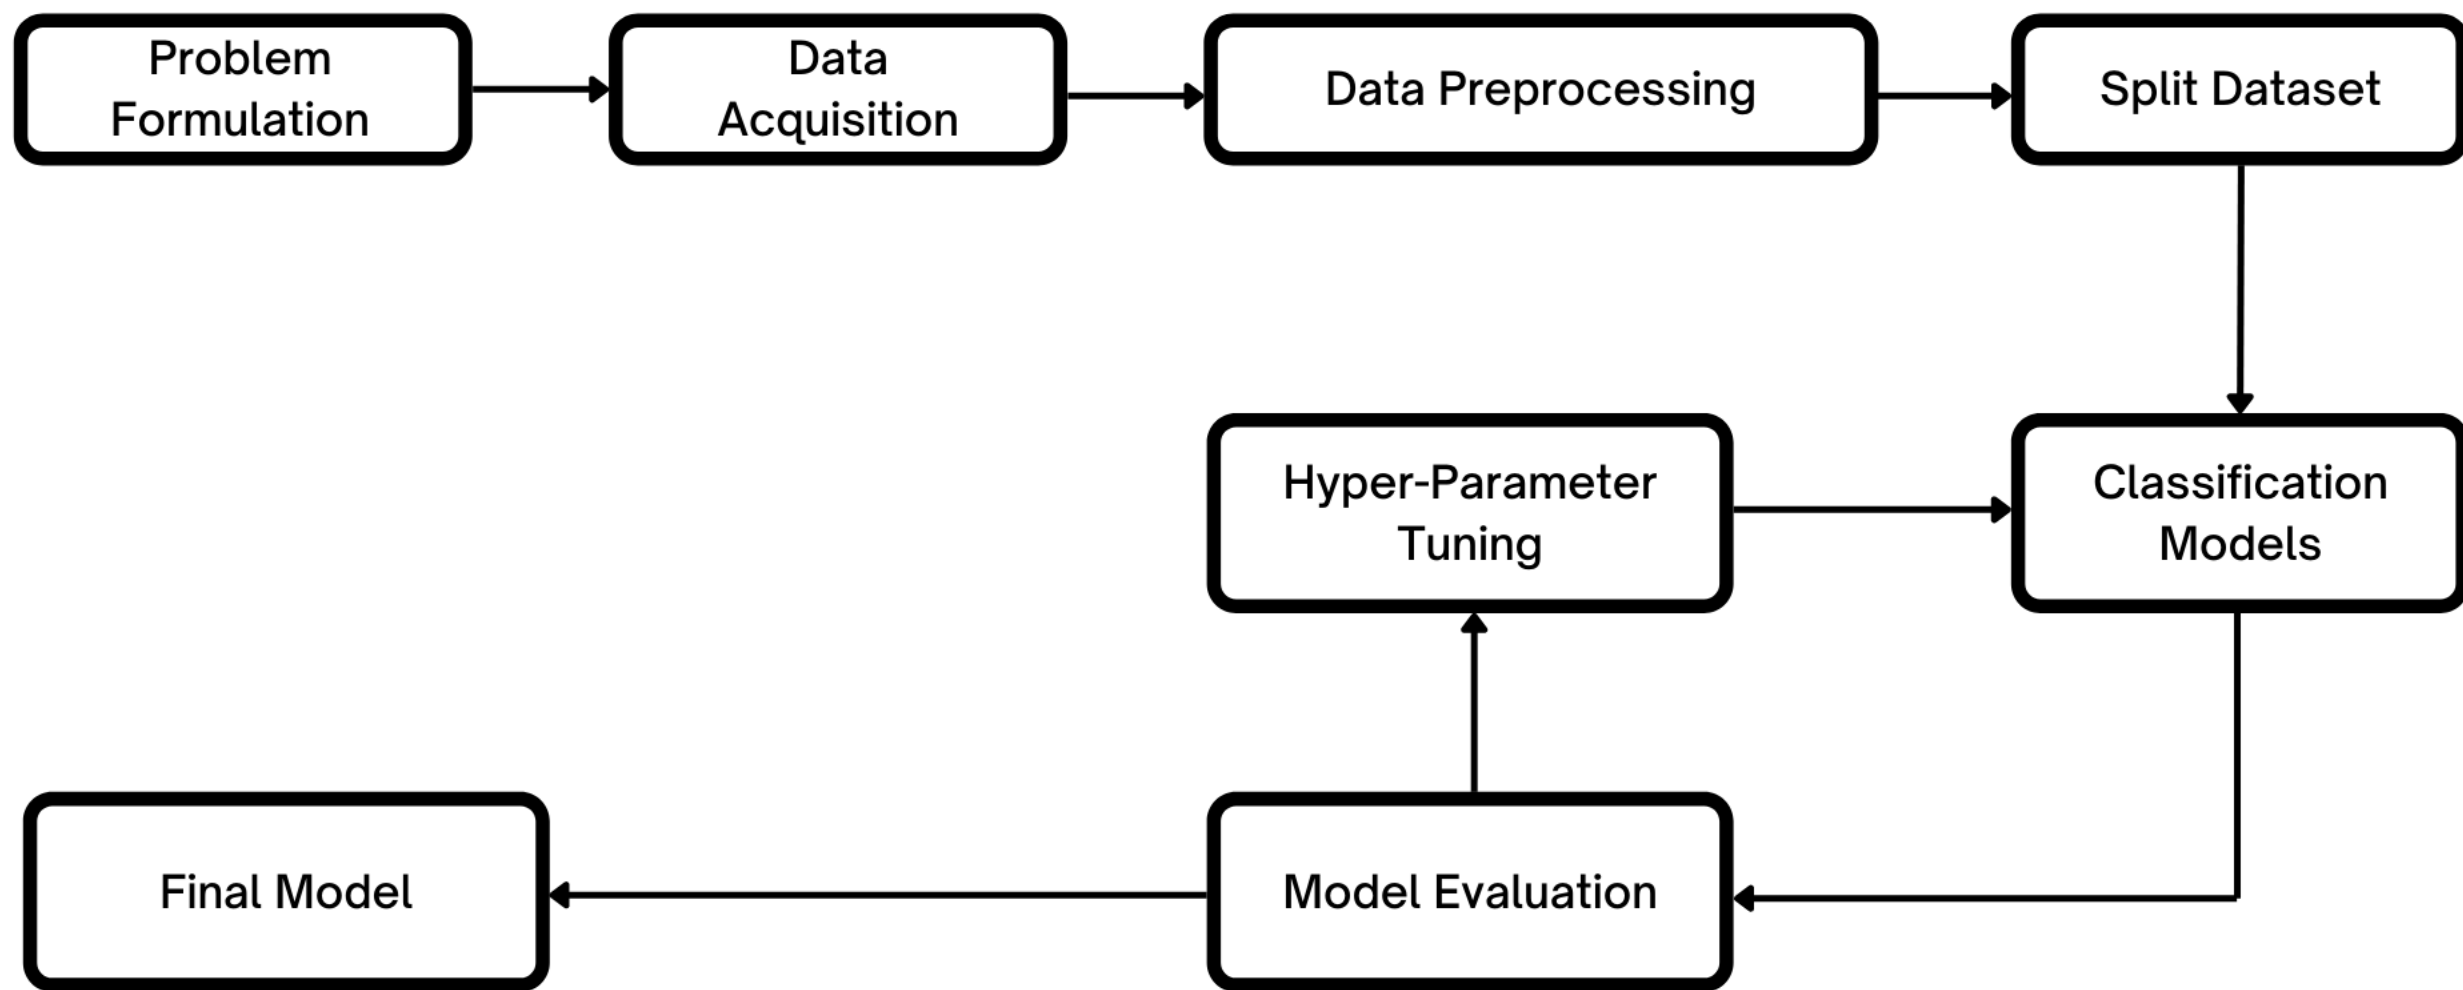 Problem
Formulation
Data
Acquisition
Data Preprocessing
Split Dataset
Hyper-Parameter
Tuning
Classification
Models
Final Model
Model Evaluation